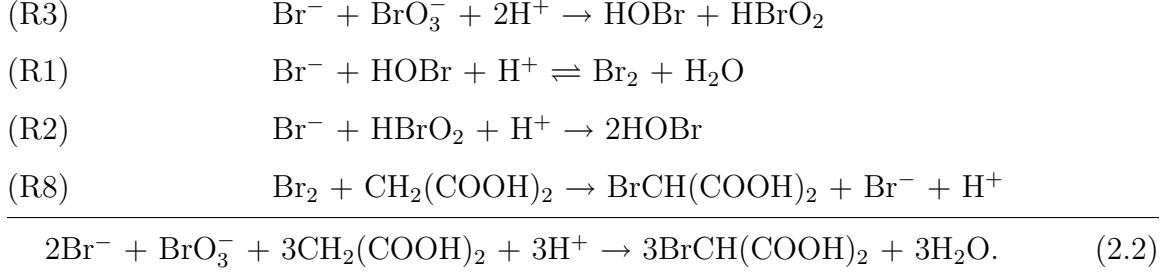 (R3) Br⁻ + BrO₃⁻ + 2H⁺ → HOBr + HBrO₂
(R1) Br⁻ + HOBr + H⁺ ⇌ Br₂ + H₂O
(R2) Br⁻ + HBrO₂ + H⁺ → 2HOBr
(R8) Br₂ + CH₂(COOH)₂ → BrCH(COOH)₂ + Br⁻ + H⁺
2Br⁻ + BrO₃⁻ + 3CH₂(COOH)₂ + 3H⁺ → 3BrCH(COOH)₂ + 3H₂O. (2.2)